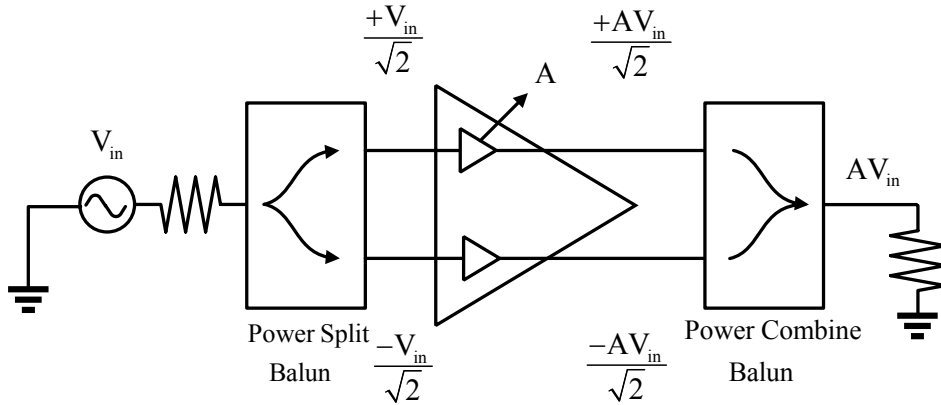 +V_in/√2
+AV_in/√2
A
V_in
AV_in
Power Split
Balun
Power Combine
Balun
−V_in/√2
−AV_in/√2